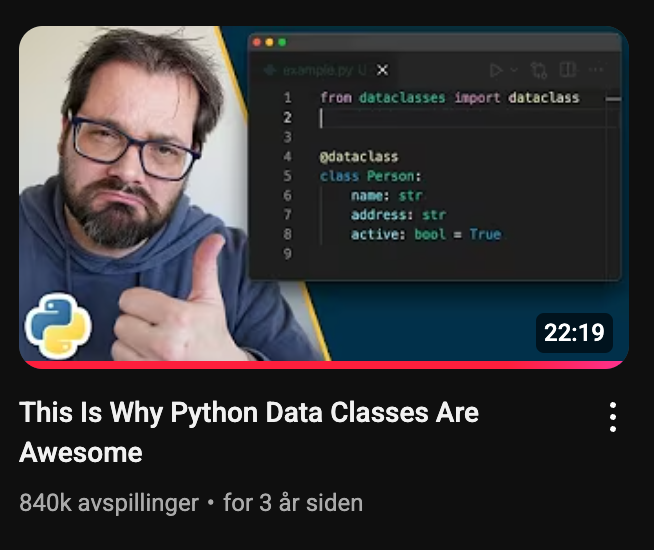 example.py U
1 from dataclasses import dataclass
2
3
4 @dataclass
5 class Person:
6 name: str
7 address: str
8 active: bool = True
9
22:19
This Is Why Python Data Classes Are
Awesome
840k avspillinger • for 3 år siden